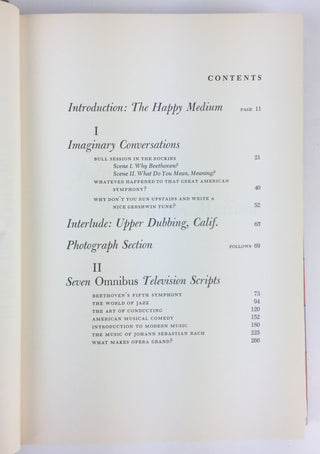 CONTENTS
Introduction: The Happy Medium PAGE 11
I
Imaginary Conversations
BULL SESSION IN THE ROCKIES 21
Scene I. Why Beethoven?
Scene II. What Do You Mean, Meaning?
WHATEVER HAPPENED TO THAT GREAT AMERICAN
SYMPHONY? 40
WHY DON'T YOU RUN UPSTAIRS AND WRITE A
NICE GERSHWIN TUNE? 52
Interlude: Upper Dubbing, Calif. 63
Photograph Section FOLLOWS 69
II
Seven Omnibus Television Scripts
BEETHOVEN'S FIFTH SYMPHONY 73
THE WORLD OF JAZZ 94
THE ART OF CONDUCTING 120
AMERICAN MUSICAL COMEDY 152
INTRODUCTION TO MODERN MUSIC 180
THE MUSIC OF JOHANN SEBASTIAN BACH 225
WHAT MAKES OPERA GRAND? 266